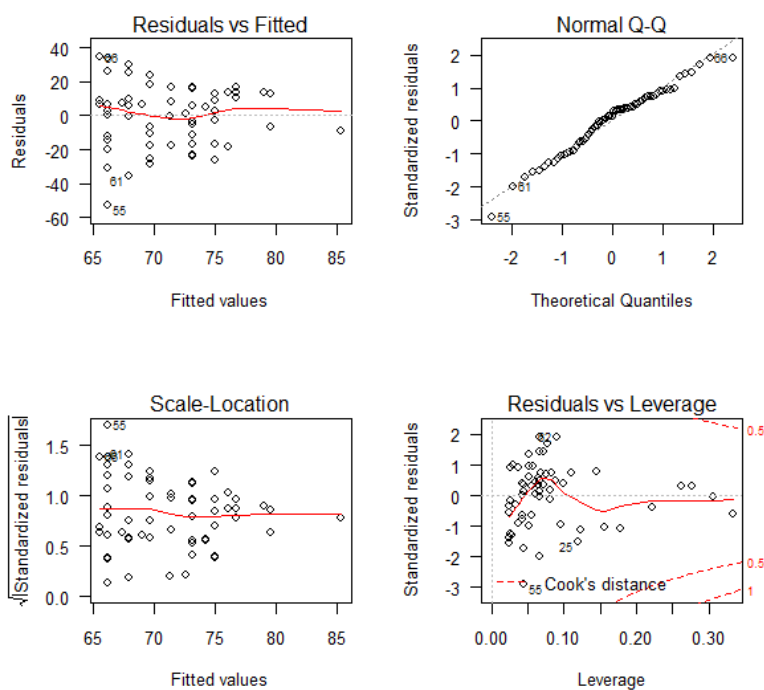 Residuals vs Fitted
Residuals
40
20
0
-20
-40
-60
61
55
65 70 75 80 85
Fitted values
Normal Q-Q
Standardized residuals
2
1
0
-1
-2
-3
66
61
55
-2 -1 0 1 2
Theoretical Quantiles
Scale-Location
√|Standardized residuals|
1.5
1.0
0.5
0.0
55
61
65 70 75 80 85
Fitted values
Residuals vs Leverage
Standardized residuals
2
1
0
-1
-2
-3
0.5
25
0.5
1
55
Cook's distance
0.00 0.10 0.20 0.30
Leverage